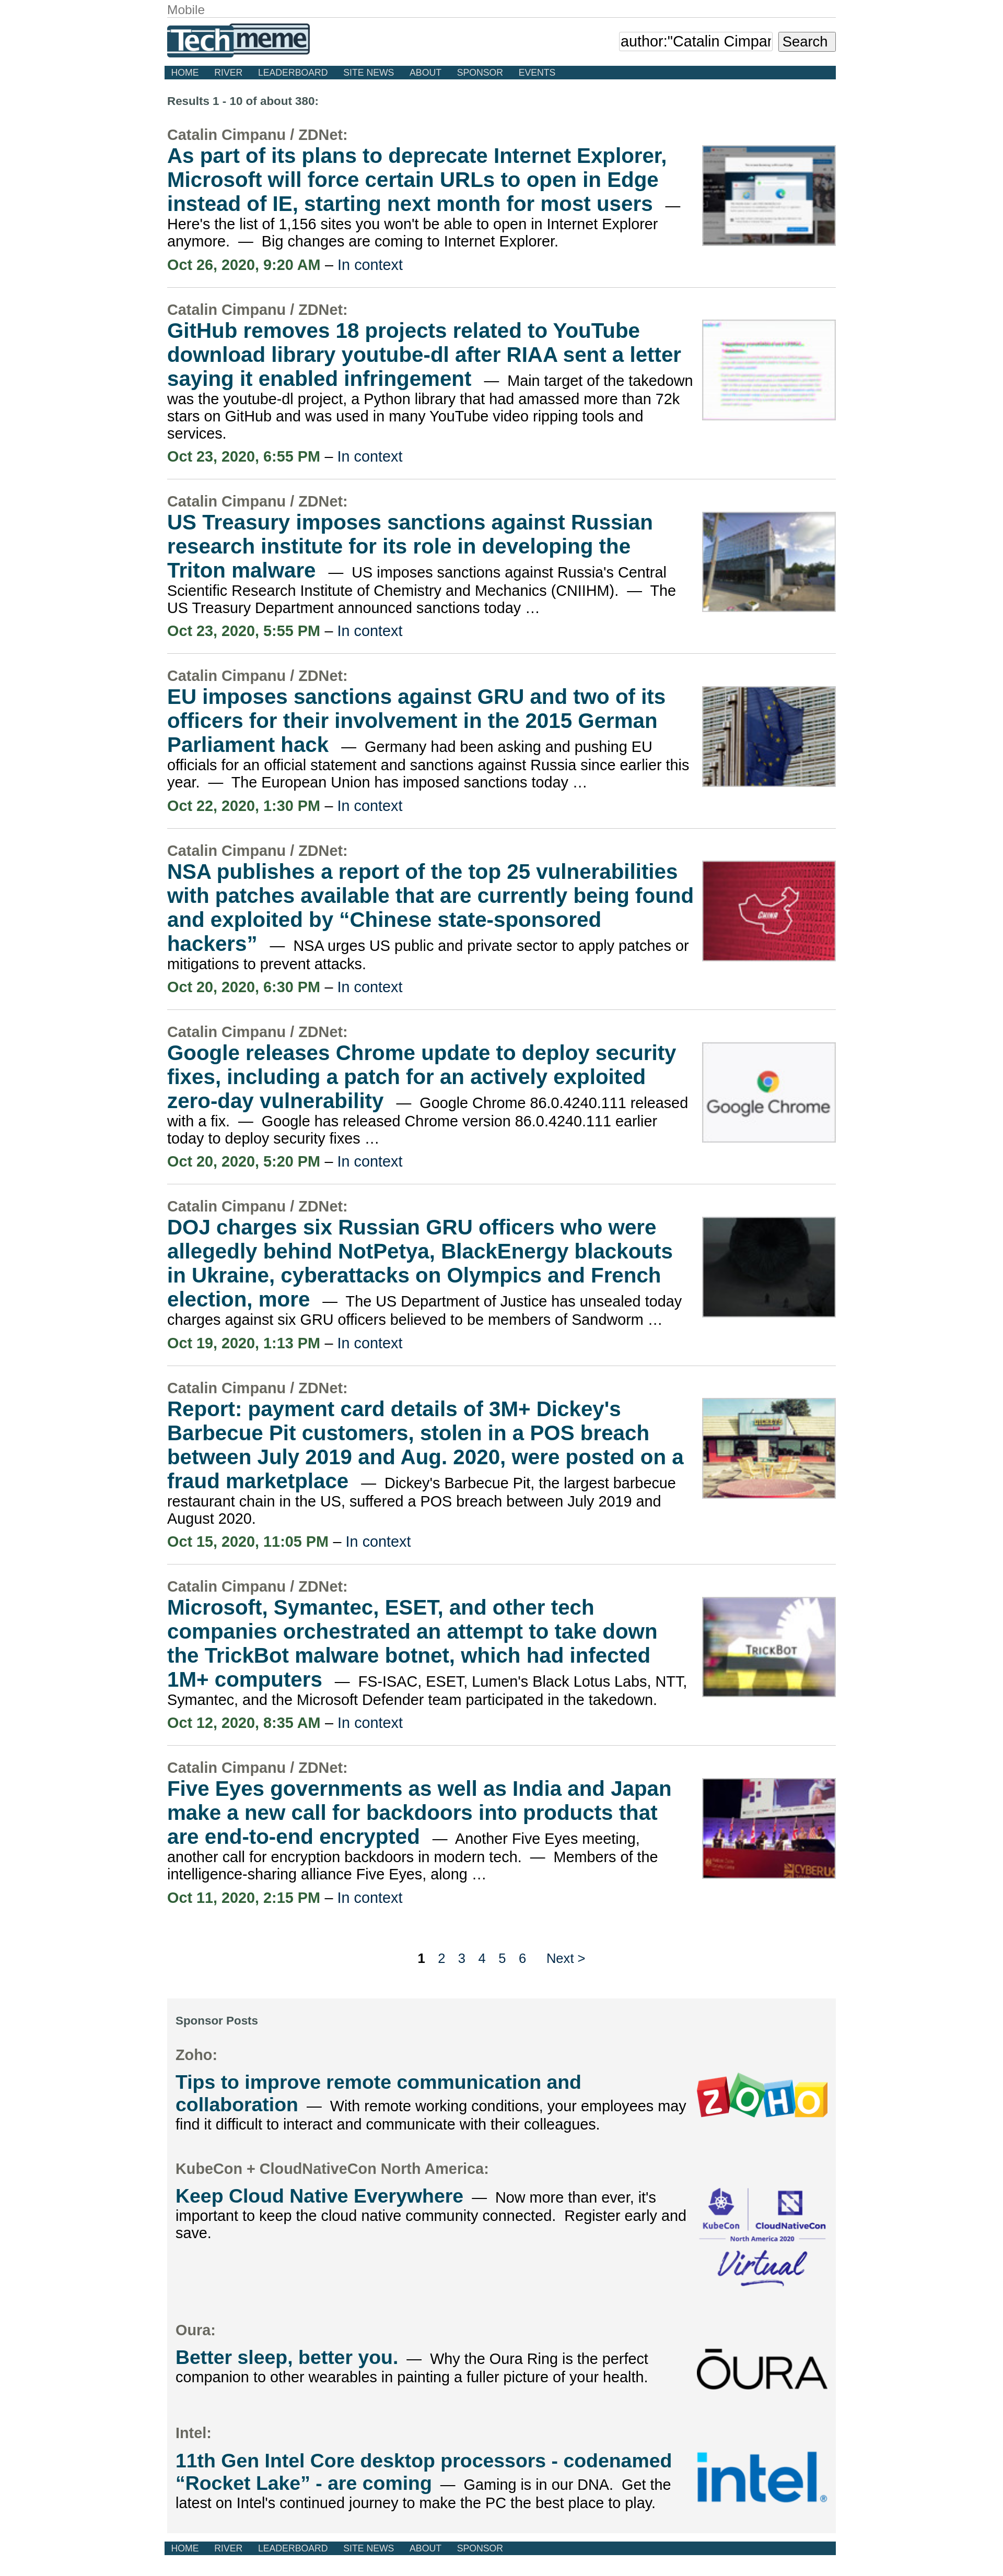 Mobile
Techmeme
author:"Catalin Cimpar
Search
HOME RIVER LEADERBOARD SITE NEWS ABOUT SPONSOR EVENTS
Results 1 - 10 of about 380:
Catalin Cimpanu / ZDNet:
As part of its plans to deprecate Internet Explorer,
Microsoft will force certain URLs to open in Edge
instead of IE, starting next month for most users —
Here's the list of 1,156 sites you won't be able to open in Internet Explorer
anymore. — Big changes are coming to Internet Explorer.
Oct 26, 2020, 9:20 AM – In context
Catalin Cimpanu / ZDNet:
GitHub removes 18 projects related to YouTube
download library youtube-dl after RIAA sent a letter
saying it enabled infringement — Main target of the takedown
was the youtube-dl project, a Python library that had amassed more than 72k
stars on GitHub and was used in many YouTube video ripping tools and
services.
Oct 23, 2020, 6:55 PM – In context
Catalin Cimpanu / ZDNet:
US Treasury imposes sanctions against Russian
research institute for its role in developing the
Triton malware — US imposes sanctions against Russia's Central
Scientific Research Institute of Chemistry and Mechanics (CNIIHM). — The
US Treasury Department announced sanctions today …
Oct 23, 2020, 5:55 PM – In context
Catalin Cimpanu / ZDNet:
EU imposes sanctions against GRU and two of its
officers for their involvement in the 2015 German
Parliament hack — Germany had been asking and pushing EU
officials for an official statement and sanctions against Russia since earlier this
year. — The European Union has imposed sanctions today …
Oct 22, 2020, 1:30 PM – In context
Catalin Cimpanu / ZDNet:
NSA publishes a report of the top 25 vulnerabilities
with patches available that are currently being found
and exploited by “Chinese state-sponsored
hackers” — NSA urges US public and private sector to apply patches or
mitigations to prevent attacks.
CHINA
Oct 20, 2020, 6:30 PM – In context
Catalin Cimpanu / ZDNet:
Google releases Chrome update to deploy security
fixes, including a patch for an actively exploited
zero-day vulnerability — Google Chrome 86.0.4240.111 released
with a fix. — Google has released Chrome version 86.0.4240.111 earlier
today to deploy security fixes …
Google Chrome
Oct 20, 2020, 5:20 PM – In context
Catalin Cimpanu / ZDNet:
DOJ charges six Russian GRU officers who were
allegedly behind NotPetya, BlackEnergy blackouts
in Ukraine, cyberattacks on Olympics and French
election, more — The US Department of Justice has unsealed today
charges against six GRU officers believed to be members of Sandworm …
Oct 19, 2020, 1:13 PM – In context
Catalin Cimpanu / ZDNet:
Report: payment card details of 3M+ Dickey's
Barbecue Pit customers, stolen in a POS breach
between July 2019 and Aug. 2020, were posted on a
fraud marketplace — Dickey's Barbecue Pit, the largest barbecue
restaurant chain in the US, suffered a POS breach between July 2019 and
August 2020.
Oct 15, 2020, 11:05 PM – In context
Catalin Cimpanu / ZDNet:
Microsoft, Symantec, ESET, and other tech
companies orchestrated an attempt to take down
the TrickBot malware botnet, which had infected
1M+ computers — FS-ISAC, ESET, Lumen's Black Lotus Labs, NTT,
Symantec, and the Microsoft Defender team participated in the takedown.
TRICKBOT
Oct 12, 2020, 8:35 AM – In context
Catalin Cimpanu / ZDNet:
Five Eyes governments as well as India and Japan
make a new call for backdoors into products that
are end-to-end encrypted — Another Five Eyes meeting,
another call for encryption backdoors in modern tech. — Members of the
intelligence-sharing alliance Five Eyes, along …
CYBERUK
Oct 11, 2020, 2:15 PM – In context
1 2 3 4 5 6 Next >
Sponsor Posts
Zoho:
Tips to improve remote communication and
collaboration — With remote working conditions, your employees may
find it difficult to interact and communicate with their colleagues.
ZOHO
KubeCon + CloudNativeCon North America:
Keep Cloud Native Everywhere — Now more than ever, it's
important to keep the cloud native community connected. Register early and
save.
KubeCon CloudNativeCon
North America 2020
Virtual
Oura:
Better sleep, better you. — Why the Oura Ring is the perfect
companion to other wearables in painting a fuller picture of your health.
ŌURA
Intel:
11th Gen Intel Core desktop processors - codenamed
“Rocket Lake” - are coming — Gaming is in our DNA. Get the
latest on Intel's continued journey to make the PC the best place to play.
intel®
HOME RIVER LEADERBOARD SITE NEWS ABOUT SPONSOR